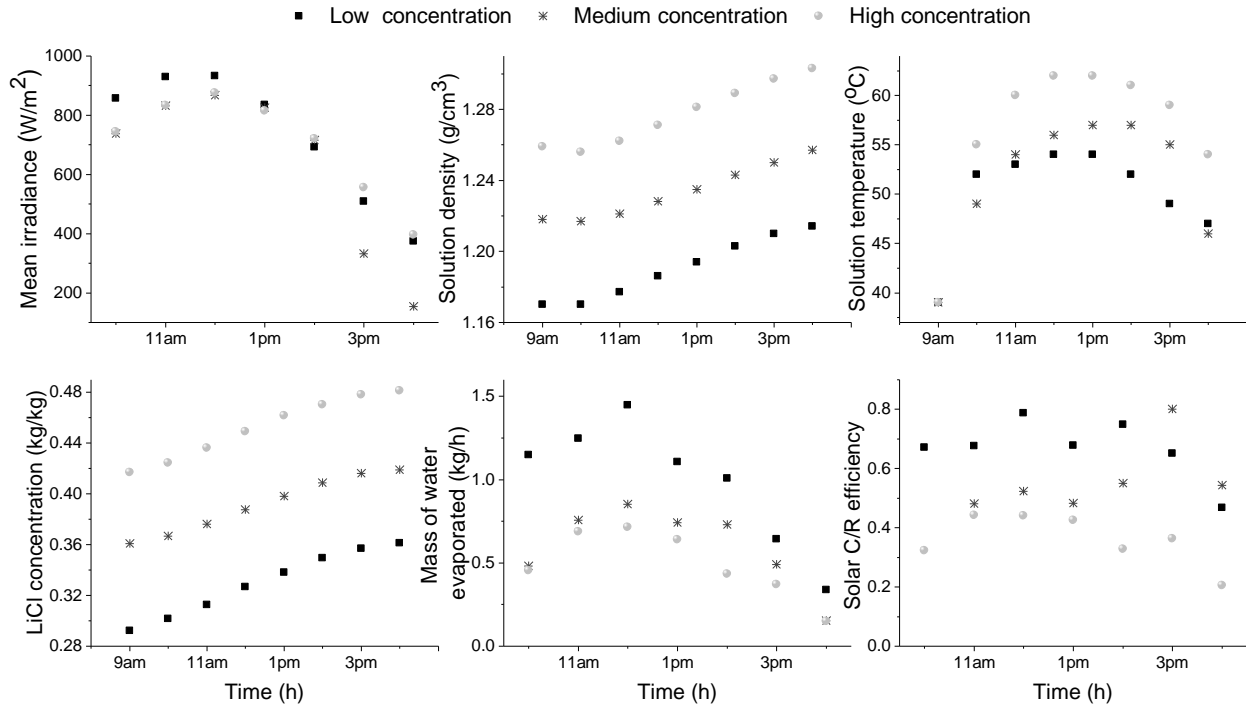 Low concentration Medium concentration High concentration
Mean irradiance (W/m²)
1000
800
600
400
200
11am 1pm 3pm
Solution density (g/cm³)
1.28
1.24
1.20
1.16
9am 11am 1pm 3pm
Solution temperature (ºC)
60
55
50
45
40
9am 11am 1pm 3pm
LiCl concentration (kg/kg)
0.48
0.44
0.40
0.36
0.32
0.28
9am 11am 1pm 3pm
Time (h)
Mass of water
evaporated (kg/h)
1.5
1.0
0.5
0.0
11am 1pm 3pm
Time (h)
Solar C/R efficiency
0.8
0.6
0.4
0.2
0.0
11am 1pm 3pm
Time (h)